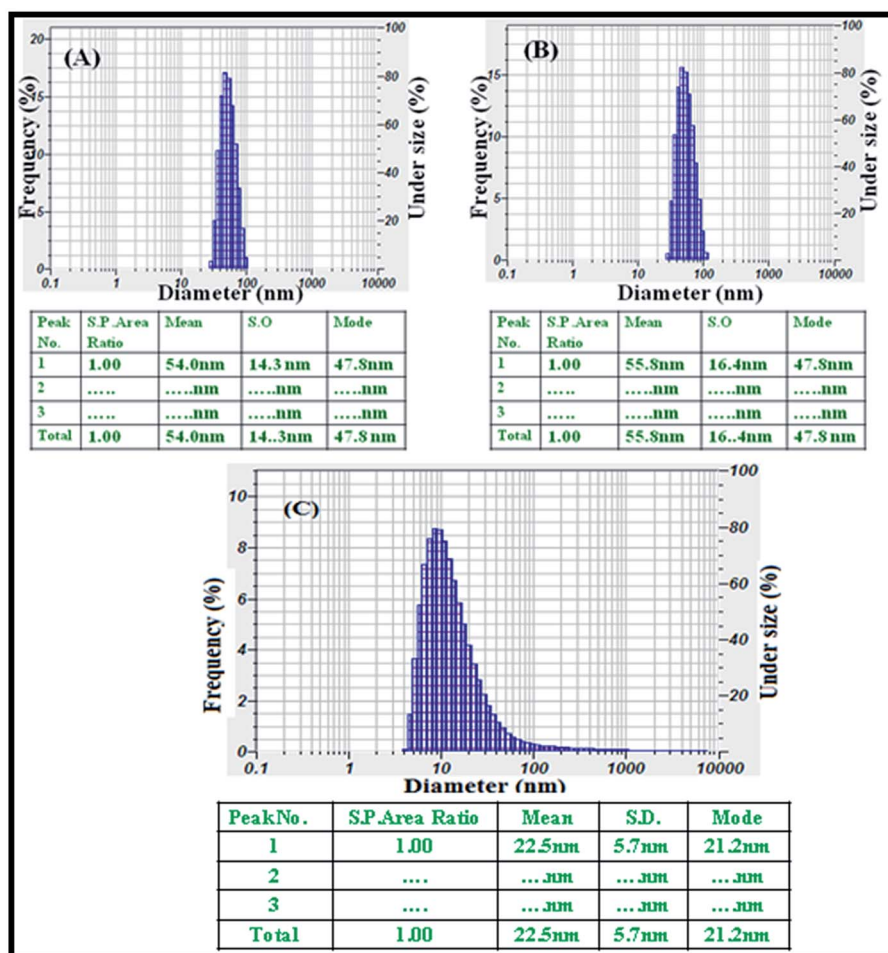 (A)
Frequency (%)
20
15
10
5
0
100
80
60
40
20
Under size (%)
0.1 1 10 100 1000 10000
Diameter (nm)
Peak No. S.P.Area Ratio Mean S.O Mode
1 1.00 54.0nm 14.3nm 47.8nm
2 ..... .....nm .....nm .....nm
3 ..... .....nm .....nm .....nm
Total 1.00 54.0nm 14..3nm 47.8nm
(B)
Frequency (%)
15
10
5
0
100
80
60
40
20
Under size (%)
0.1 1 10 100 1000 10000
Diameter (nm)
Peak No. S.P.Area Ratio Mean S.O Mode
1 1.00 55.8nm 16.4nm 47.8nm
2 ..... .....nm .....nm .....nm
3 ..... .....nm .....nm .....nm
Total 1.00 55.8nm 16..4nm 47.8nm
(C)
Frequency (%)
10
8
6
4
2
0
100
80
60
40
20
Under size (%)
0.1 1 10 100 1000 10000
Diameter (nm)
PeakNo. S.P.Area Ratio Mean S.D. Mode
1 1.00 22.5nm 5.7nm 21.2nm
2 .... ....nm ....nm ....nm
3 .... ....nm ....nm ....nm
Total 1.00 22.5nm 5.7nm 21.2nm